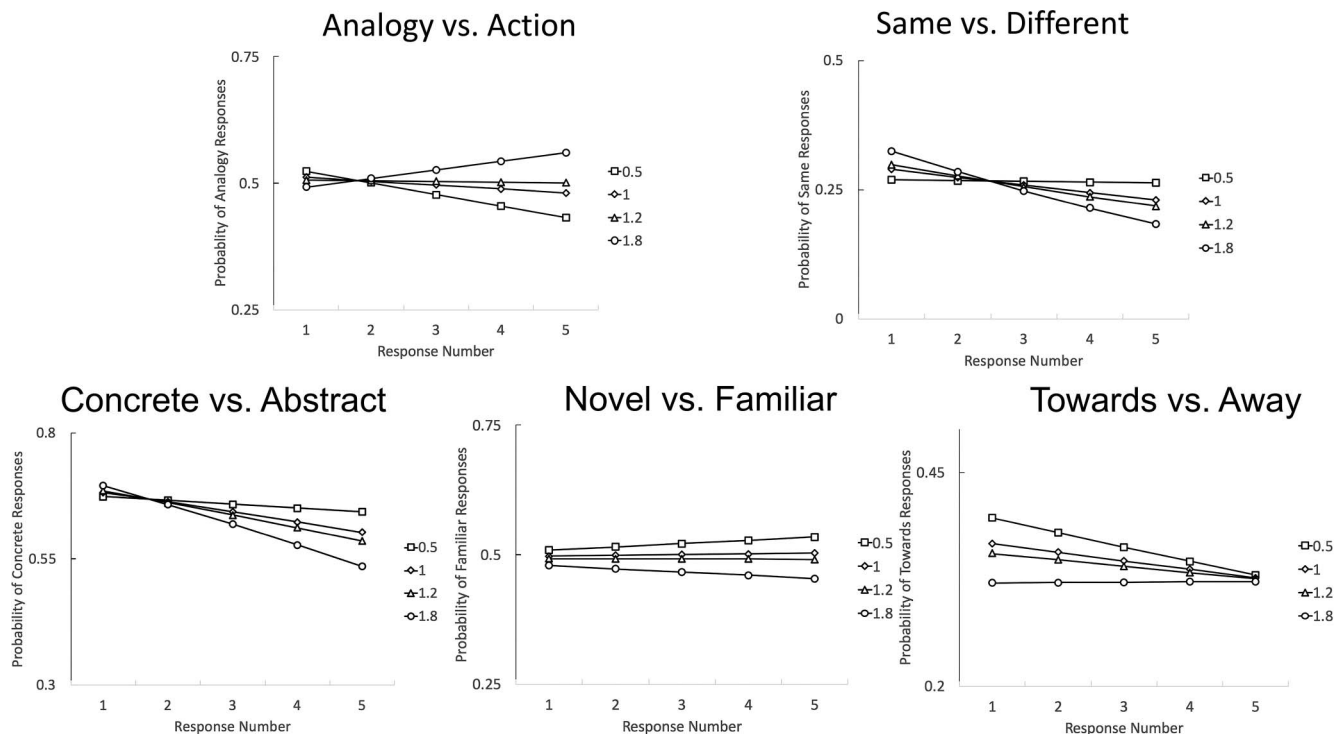 Analogy vs. Action
Probablity of Analogy Responses
0.75
0.5
0.25
1 2 3 4 5
Response Number
0.5
1
1.2
1.8
Same vs. Different
Probability of Same Responses
0.5
0.25
0
1 2 3 4 5
Response Number
0.5
1
1.2
1.8
Concrete vs. Abstract
Probability of Concrete Responses
0.8
0.55
0.3
1 2 3 4 5
Response Number
0.5
1
1.2
1.8
Novel vs. Familiar
Probability of Familiar Responses
0.75
0.5
0.25
1 2 3 4 5
Response Number
0.5
1
1.2
1.8
Towards vs. Away
Probability of Towards Responses
0.45
0.2
1 2 3 4 5
Response Number
0.5
1
1.2
1.8